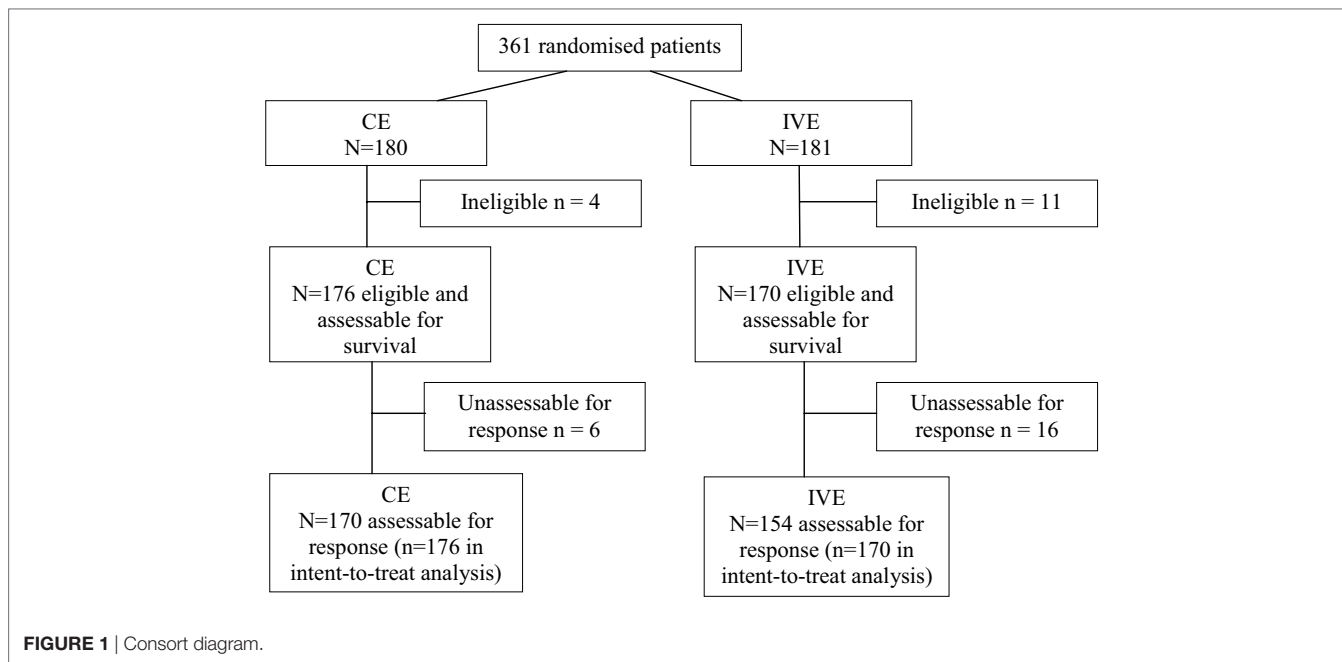 361 randomised patients
CE
N=180
IVE
N=181
Ineligible n = 4
Ineligible n = 11
CE
N=176 eligible and
assessable for
survival
IVE
N=170 eligible and
assessable for
survival
Unassessable for
response n = 6
Unassessable for
response n = 16
CE
N=170 assessable for
response (n=176 in
intent-to-treat analysis)
IVE
N=154 assessable for
response (n=170 in
intent-to-treat analysis)
FIGURE 1 | Consort diagram.